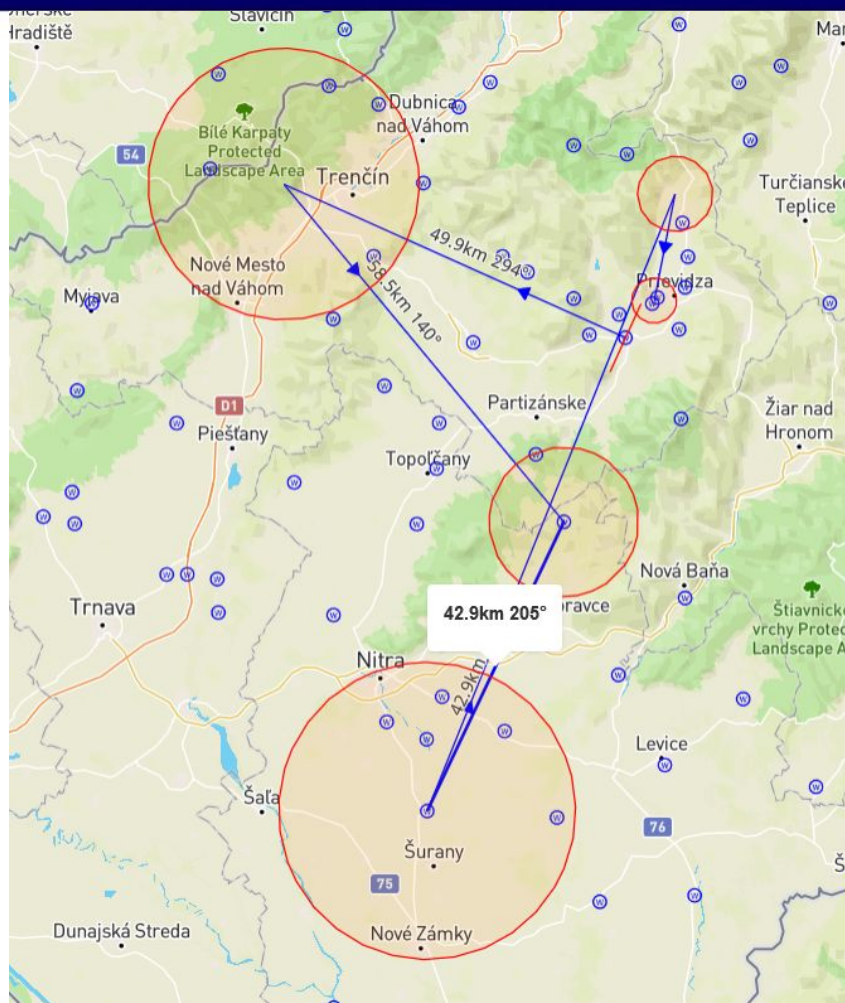 Slavičín
Hradiště
Dubnica
nad Váhom
Bílé Karpaty
Protected
Landscape Area
54
Trenčín
Turčianske
Teplice
49.9km 294°
58.5km 140°
Nové Mesto
nad Váhom
Prievidza
Myjava
D1
Partizánske
Žiar nad
Hronom
Piešťany
Topoľčany
Nová Baňa
Trnava
42.9km 205°
Štiavnické
vrchy
Landscape
Nitra
42.9km
Levice
Šaľa
76
Šurany
75
Dunajská Streda
Nové Zámky